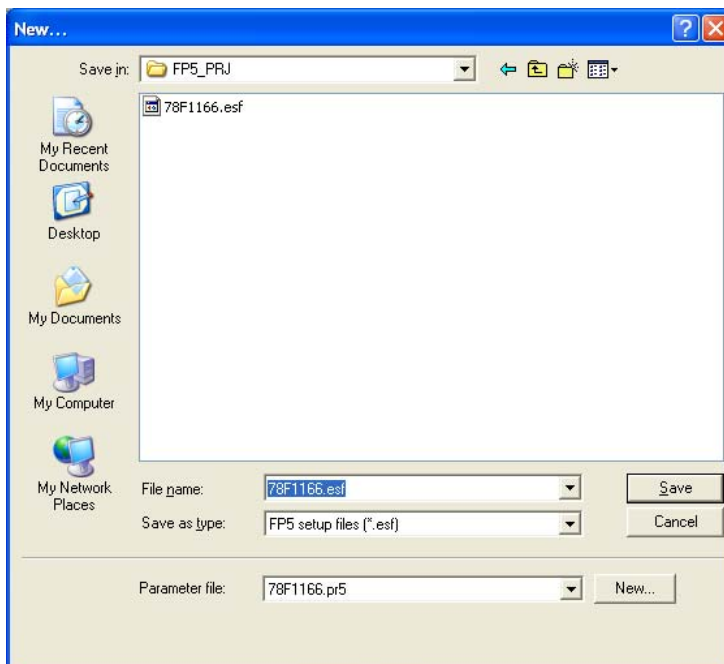 New...
Save in:
FP5_PRJ
78F1166.esf
My Recent
Documents
Desktop
My Documents
My Computer
My Network
Places
File name:
78F1166.esf
Save
Save as type:
FP5 setup files (*.esf)
Cancel
Parameter file:
78F1166.pr5
New...